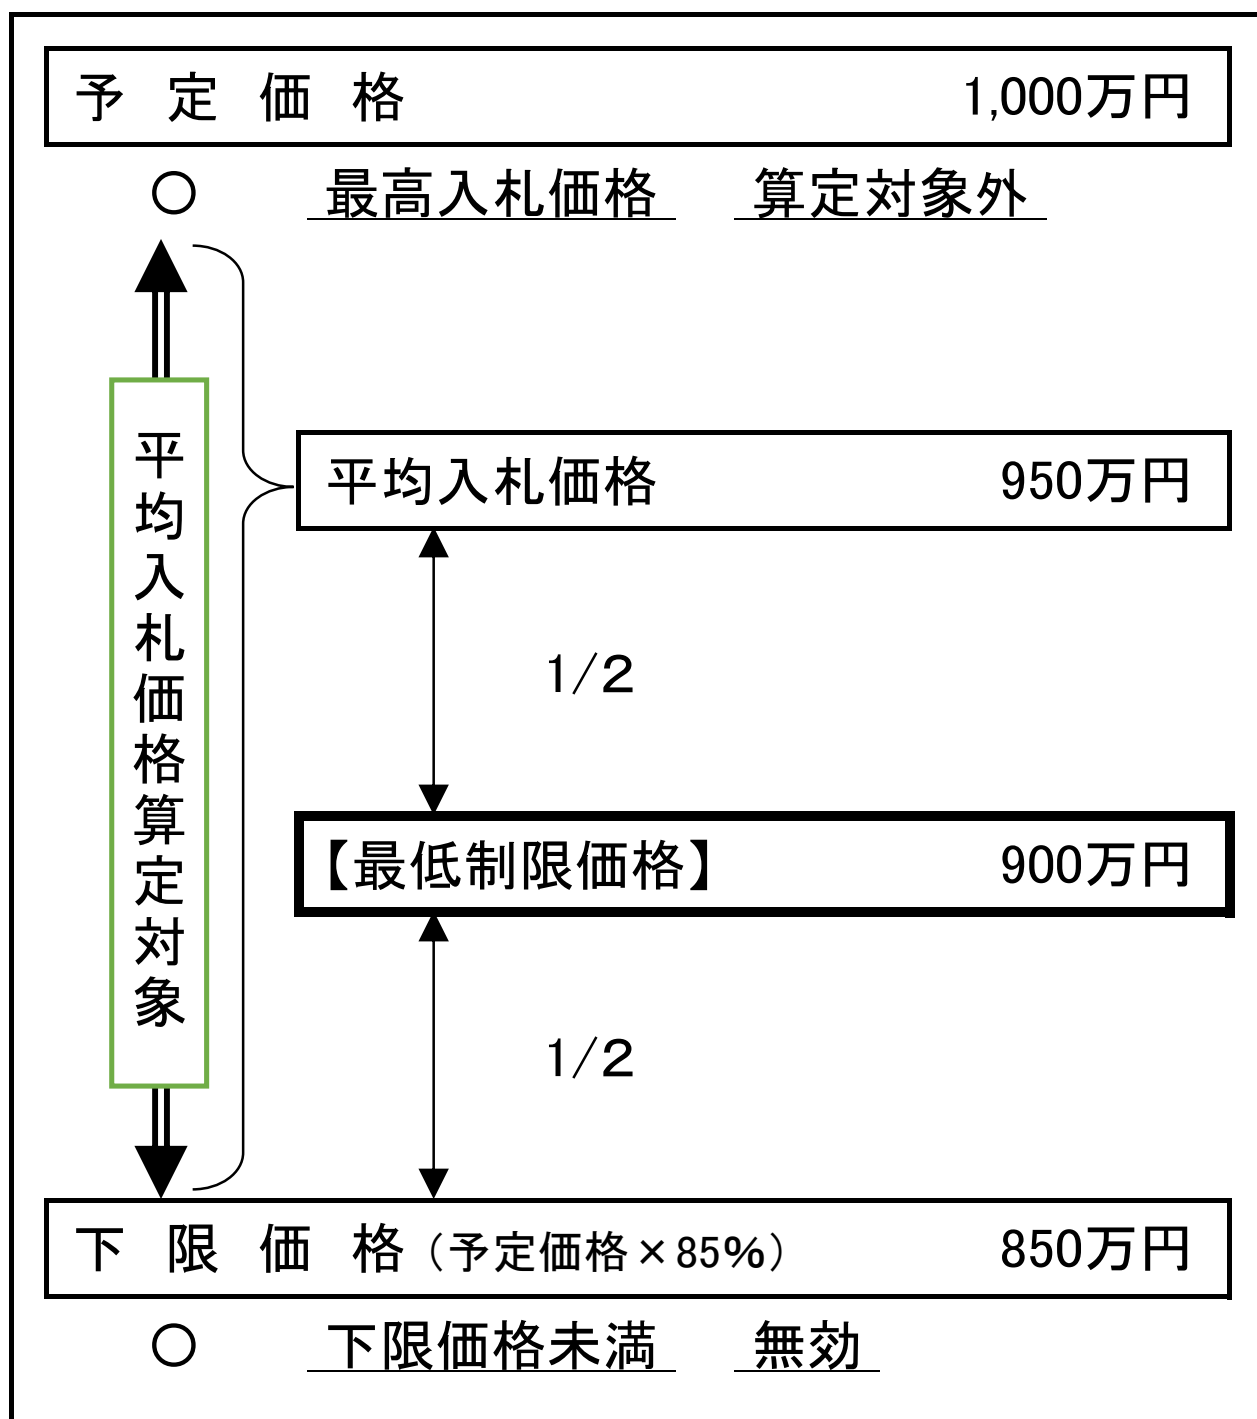 予 定 価 格 1,000万円
○ 最高入札価格 算定対象外
平均入札価格算定対象
平均入札価格 950万円
1/2
【最低制限価格】 900万円
1/2
下 限 価 格（予定価格×85%） 850万円
○ 下限価格未満 無効